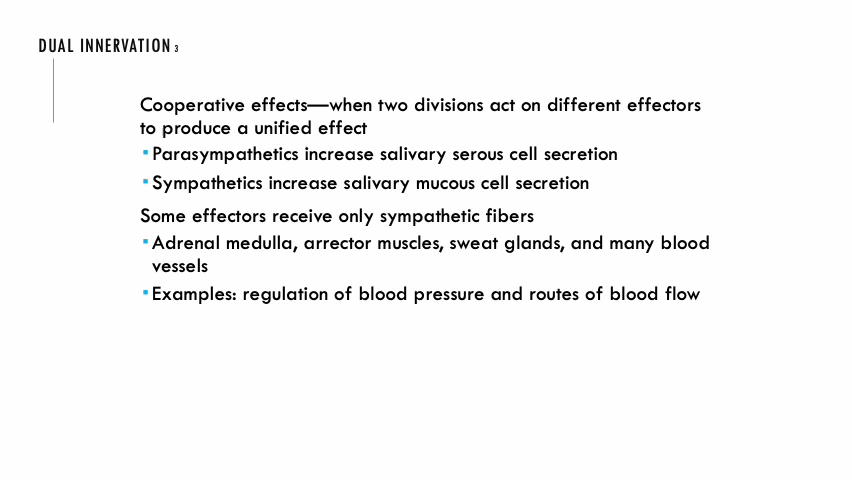 DUAL INNERVATION 3
Cooperative effects—when two divisions act on different effectors
to produce a unified effect
▪ Parasympathetics increase salivary serous cell secretion
▪ Sympathetics increase salivary mucous cell secretion
Some effectors receive only sympathetic fibers
▪ Adrenal medulla, arrector muscles, sweat glands, and many blood
vessels
▪ Examples: regulation of blood pressure and routes of blood flow